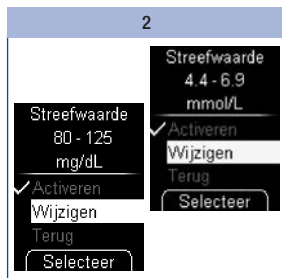 2
Streefwaarde
80 - 125
mg/dL
Activeren
Wijzigen
Terug
Selecteer
Streefwaarde
4.4 - 6.9
mmol/L
Activeren
Wijzigen
Terug
Selecteer